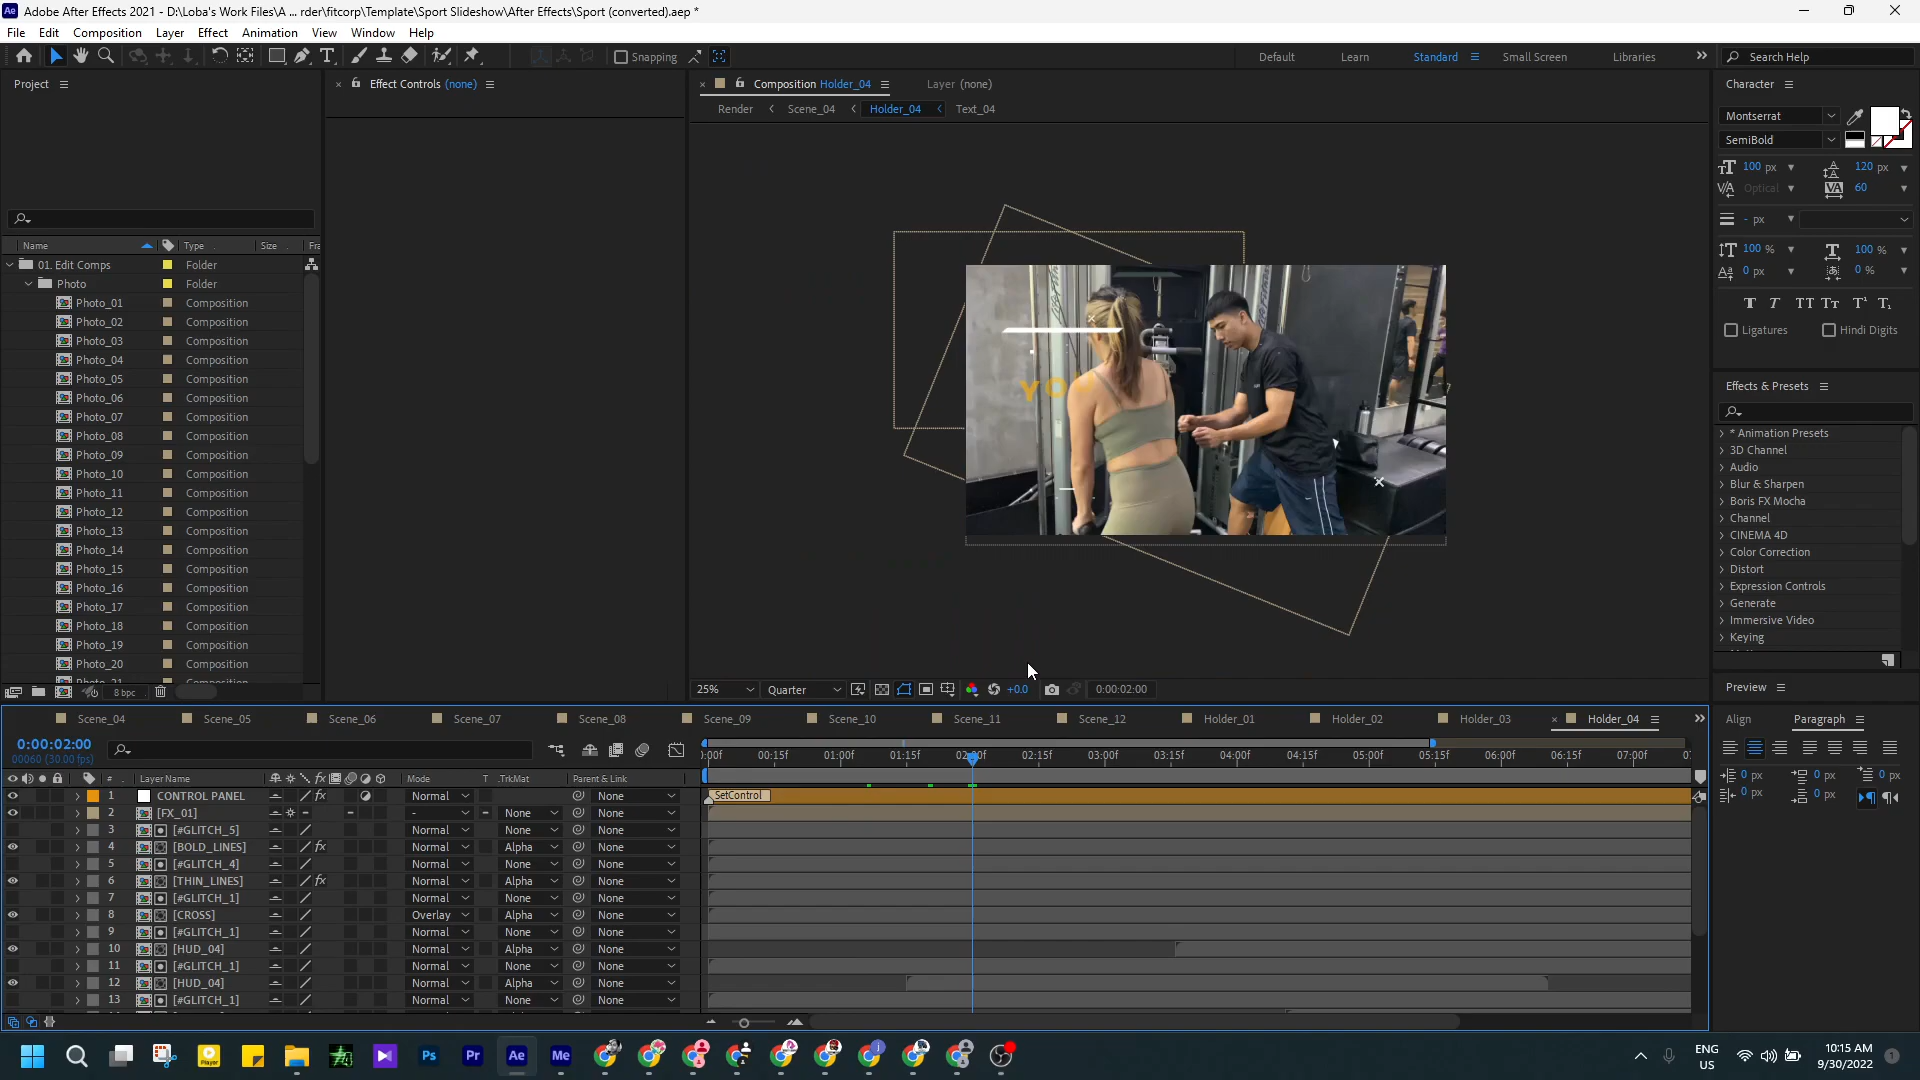 Adobe After Effects 2021 - D:\Loba's Work Files\A ... rder\fitcorp\Template\Sport Slideshow\After Effects\Sport (converted).aep *
File Edit Composition Layer Effect Animation View Window Help
Snapping
Default Learn Standard Small Screen Libraries Search Help
Project
Effect Controls (none)
Composition Holder_04
Layer (none)
Render Scene_04 Holder_04 Text_04
Name Type Size Fra
01. Edit Comps Folder
Photo Folder
Photo_01 Composition
Photo_02 Composition
Photo_03 Composition
Photo_04 Composition
Photo_05 Composition
Photo_06 Composition
Photo_07 Composition
Photo_08 Composition
Photo_09 Composition
Photo_10 Composition
Photo_11 Composition
Photo_12 Composition
Photo_13 Composition
Photo_14 Composition
Photo_15 Composition
Photo_16 Composition
Photo_17 Composition
Photo_18 Composition
Photo_19 Composition
Photo_20 Composition
8 bpc
YOU
25% Quarter +0.0 0:00:02:00
Character
Montserrat
SemiBold
100 px 120 px
Optical 60
- px
100 % 100 %
0 px 0 %
Ligatures Hindi Digits
Effects & Presets
* Animation Presets
3D Channel
Audio
Blur & Sharpen
Boris FX Mocha
Channel
CINEMA 4D
Color Correction
Distort
Expression Controls
Generate
Immersive Video
Keying
Preview
Align Paragraph
0 px 0 px 0 px
0 px 0 px
Scene_04 Scene_05 Scene_06 Scene_07 Scene_08 Scene_09 Scene_10 Scene_11 Scene_12 Holder_01 Holder_02 Holder_03 Holder_04
0:00:02:00
00060 (30.00 fps)
:00f 00:15f 01:00f 01:15f 02:00f 02:15f 03:00f 03:15f 04:00f 04:15f 05:00f 05:15f 06:00f 06:15f 07:00f
# Layer Name Mode T .TrkMat Parent & Link
1 CONTROL PANEL Normal None SetControl
2 [FX_01] - None None
3 [#GLITCH_5] Normal None None
4 [BOLD_LINES] Normal Alpha None
5 [#GLITCH_4] Normal None None
6 [THIN_LINES] Normal Alpha None
7 [#GLITCH_1] Normal None None
8 [CROSS] Overlay Alpha None
9 [#GLITCH_1] Normal None None
10 [HUD_04] Normal Alpha None
11 [#GLITCH_1] Normal None None
12 [HUD_04] Normal Alpha None
13 [#GLITCH_1] Normal None None
Player
Ps Pr Ae Me
ENG
US
10:15 AM
9/30/2022